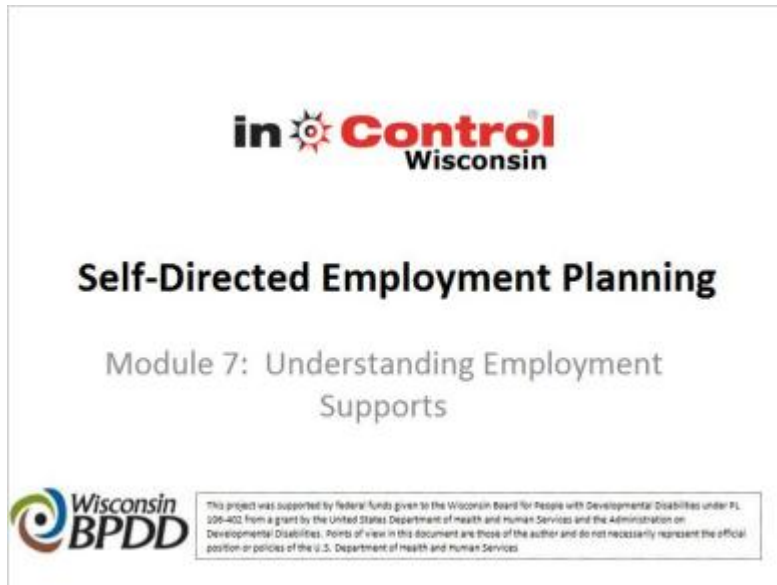 in Control®
Wisconsin
Self-Directed Employment Planning
Module 7: Understanding Employment
Supports
Wisconsin
BPDD
This project was supported by federal funds given to the Wisconsin Board for People with Developmental Disabilities under PL
106-402 from a grant by the United States Department of Health and Human Services and the Administration on
Developmental Disabilities. Points of view in this document are those of the author and do not necessarily represent the official
position or policies of the U.S. Department of Health and Human Services